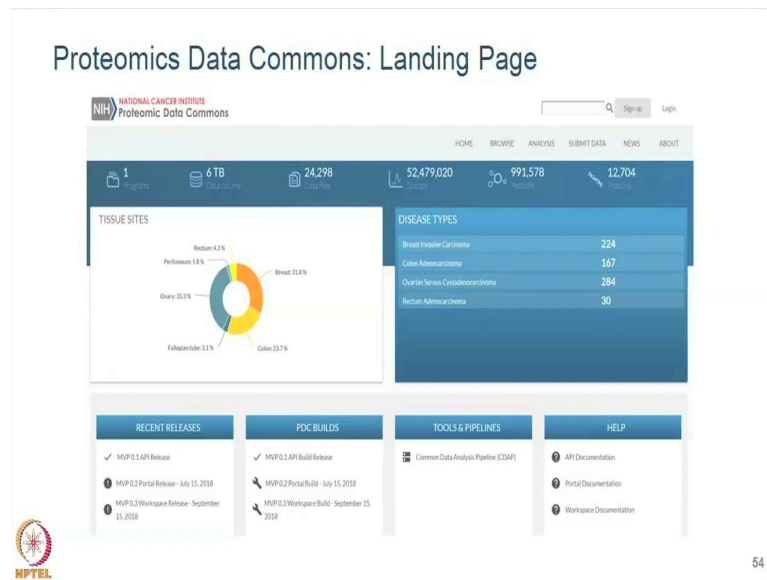 Proteomics Data Commons: Landing Page
NIH
NATIONAL CANCER INSTITUTE
Proteomic Data Commons
Sign up
Login
HOME BROWSE ANALYSIS SUBMIT DATA NEWS ABOUT
1 6 TB 24,298 52,479,020 991,578 12,704
Programs Data Volume Data Files Spectra Peptides Proteins
TISSUE SITES
Rectum: 4.3 %
Peritoneum: 1.8 %
Breast: 31.8 %
Ovary: 35.3 %
Fallopian tube: 3.1 %
Colon: 23.7 %
DISEASE TYPES
Breast Invasive Carcinoma 224
Colon Adenocarcinoma 167
Ovarian Serous Cystadenocarcinoma 284
Rectum Adenocarcinoma 30
RECENT RELEASES
MVP 0.1 API Release
MVP 0.2 Portal Release - July 15, 2018
MVP 0.3 Workspace Release - September
15, 2018
PDC BUILDS
MVP 0.1 API Build Release
MVP 0.2 Portal Build - July 15, 2018
MVP 0.3 Workspace Build - September 15,
2018
TOOLS & PIPELINES
Common Data Analysis Pipeline (CDAP)
HELP
API Documentation
Portal Documentation
Workspace Documentation
NPTEL
54